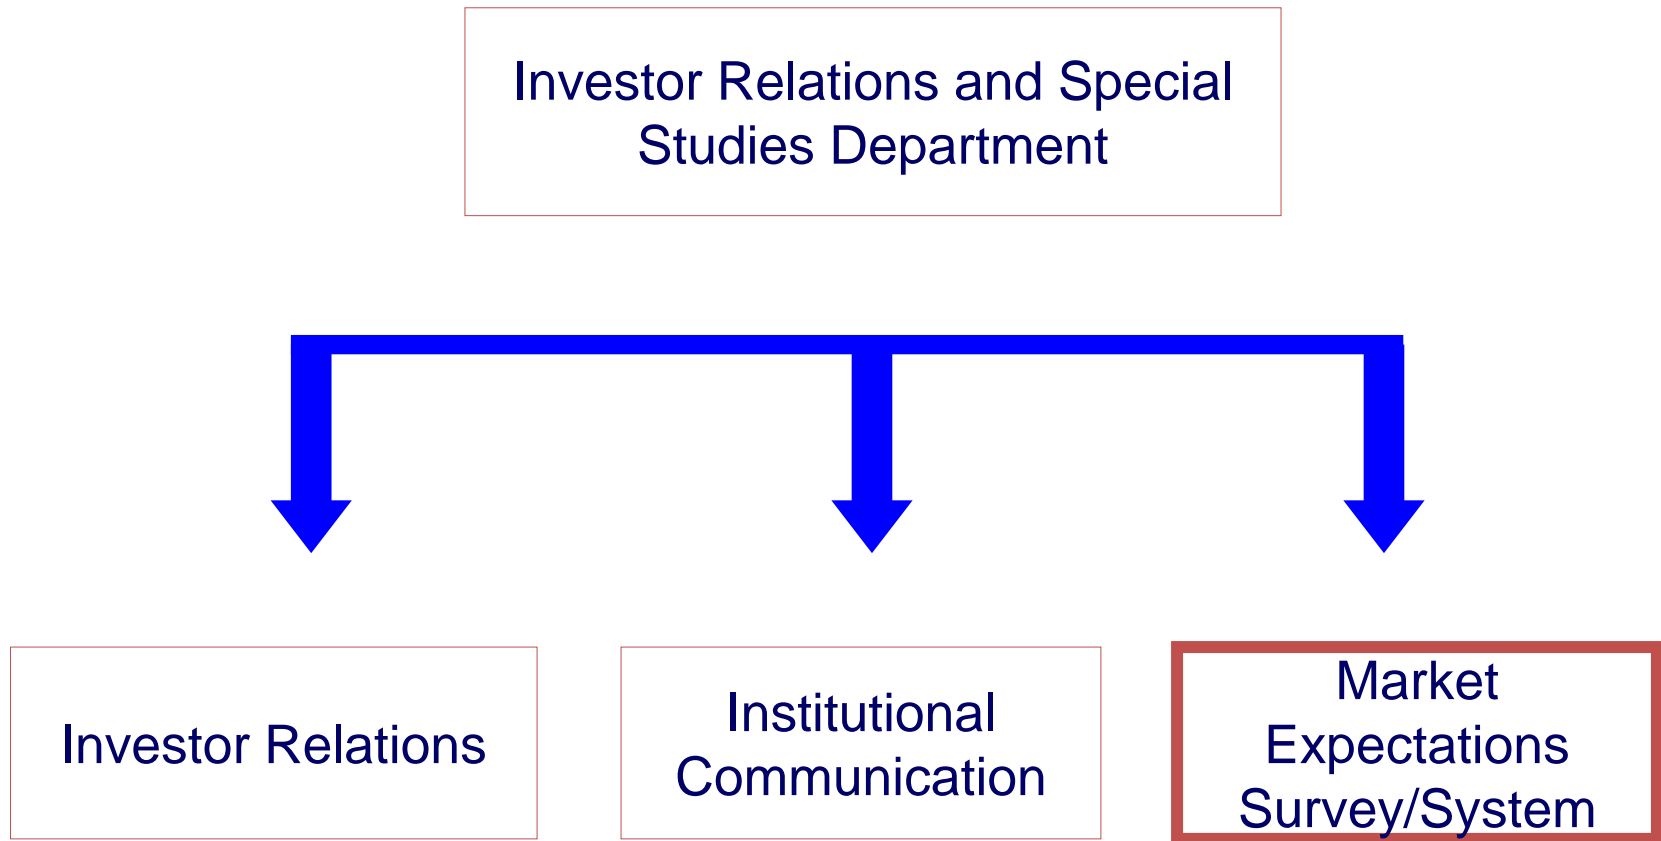 Investor Relations and Special
Studies Department
Investor Relations
Institutional
Communication
Market
Expectations
Survey/System